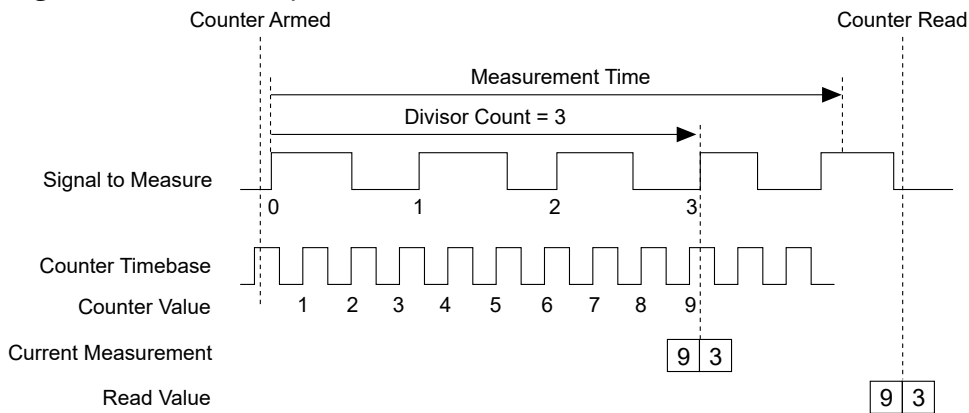 Counter Armed
Counter Read
Measurement Time
Divisor Count = 3
Signal to Measure
0 1 2 3
Counter Timebase
Counter Value 1 2 3 4 5 6 7 8 9
Current Measurement 9 3
Read Value 9 3